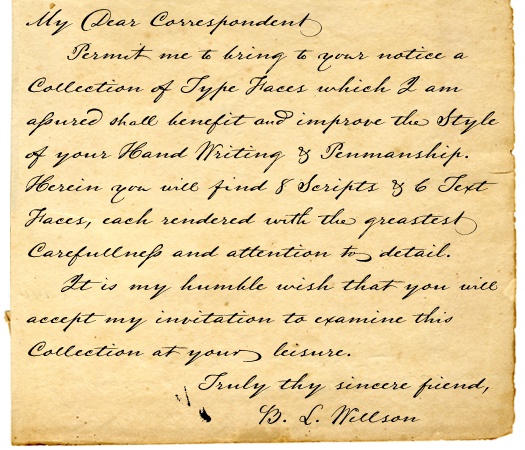 My Dear Correspondent
Permit me to bring to your notice a
Collection of Type Faces which I am
aſsured shall benefit and improve the Style
of your Hand Writing & Penmanship.
Herein you will find 8 Scripts & 6 Text
Faces, each rendered with the greastest
Carefullneſs and attention to detail.
It is my humble wish that you will
accept my invitation to examine this
Collection at your leisure.
Truly thy sincere friend,
B. L. Willson